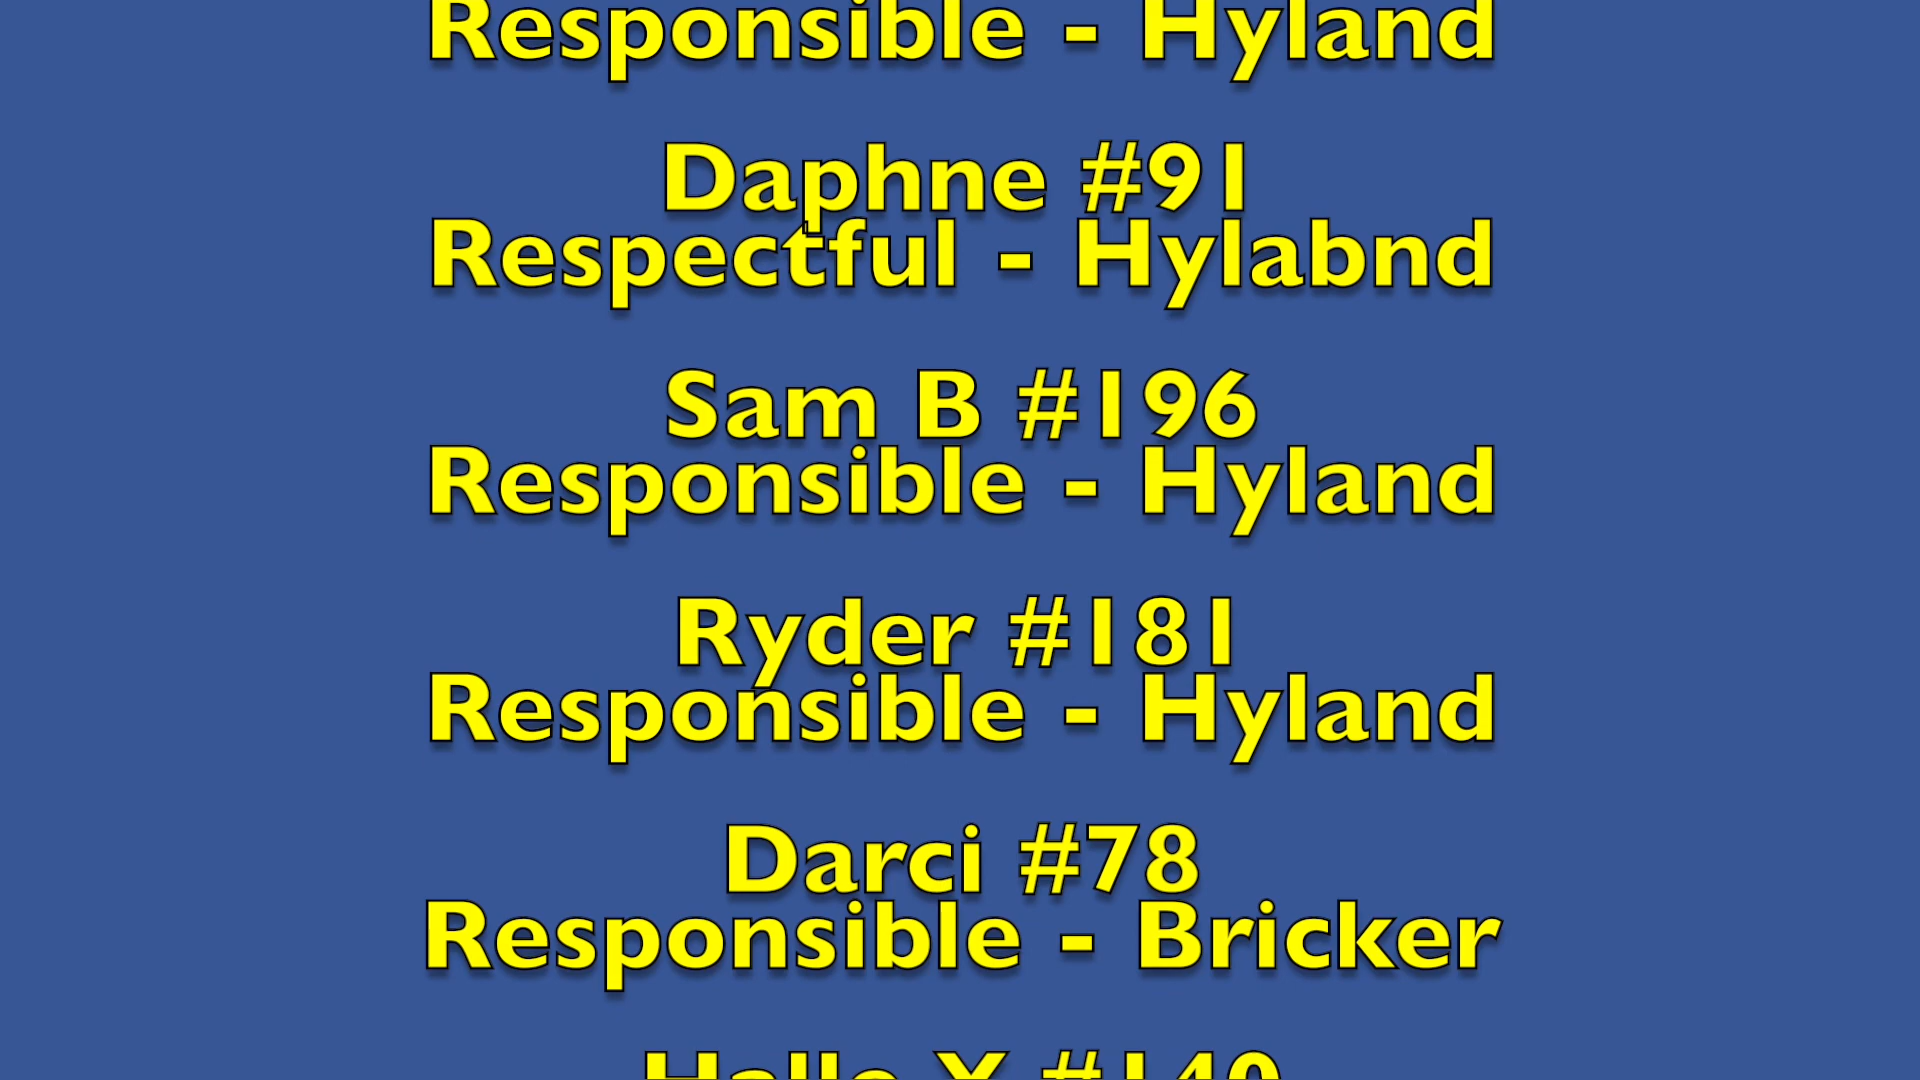 Responsible - Hyland
Daphne #91
Respectful - Hylabnd
Sam B #196
Responsible - Hyland
Ryder #181
Responsible - Hyland
Darci #78
Responsible - Bricker